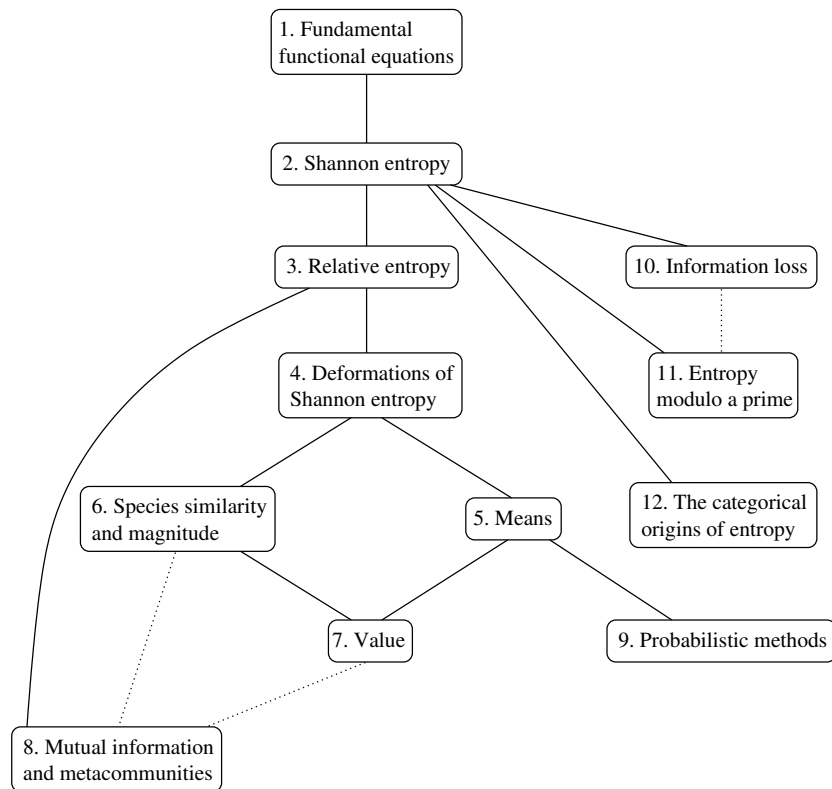 1. Fundamental
functional equations
2. Shannon entropy
3. Relative entropy
10. Information loss
4. Deformations of
Shannon entropy
11. Entropy
modulo a prime
6. Species similarity
and magnitude
5. Means
12. The categorical
origins of entropy
7. Value
9. Probabilistic methods
8. Mutual information
and metacommunities